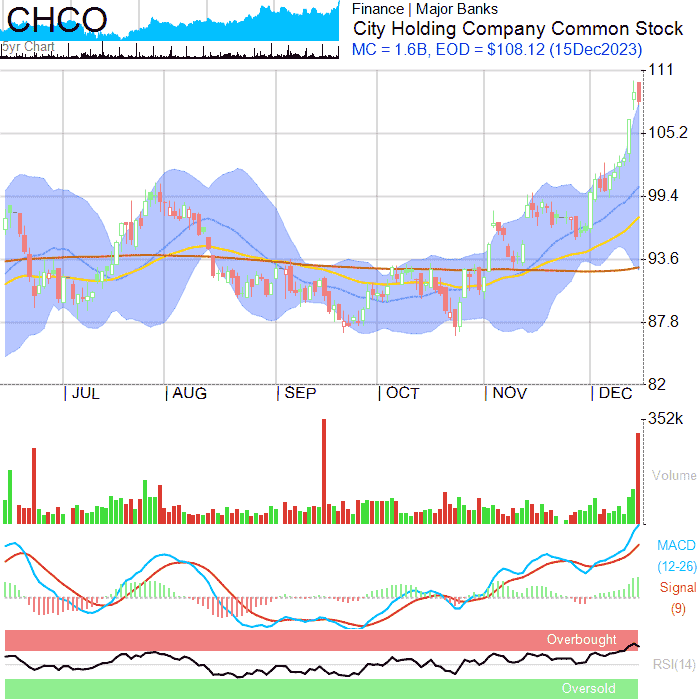 CHCO
5yr Chart
Finance | Major Banks
City Holding Company Common Stock
MC = 1.6B, EOD = $108.12 (15Dec2023)
111
105.2
99.4
93.6
87.8
82
| JUL | AUG | SEP | OCT | NOV | DEC
352k
Volume
MACD
(12-26)
Signal
(9)
Overbought
RSI(14)
Oversold